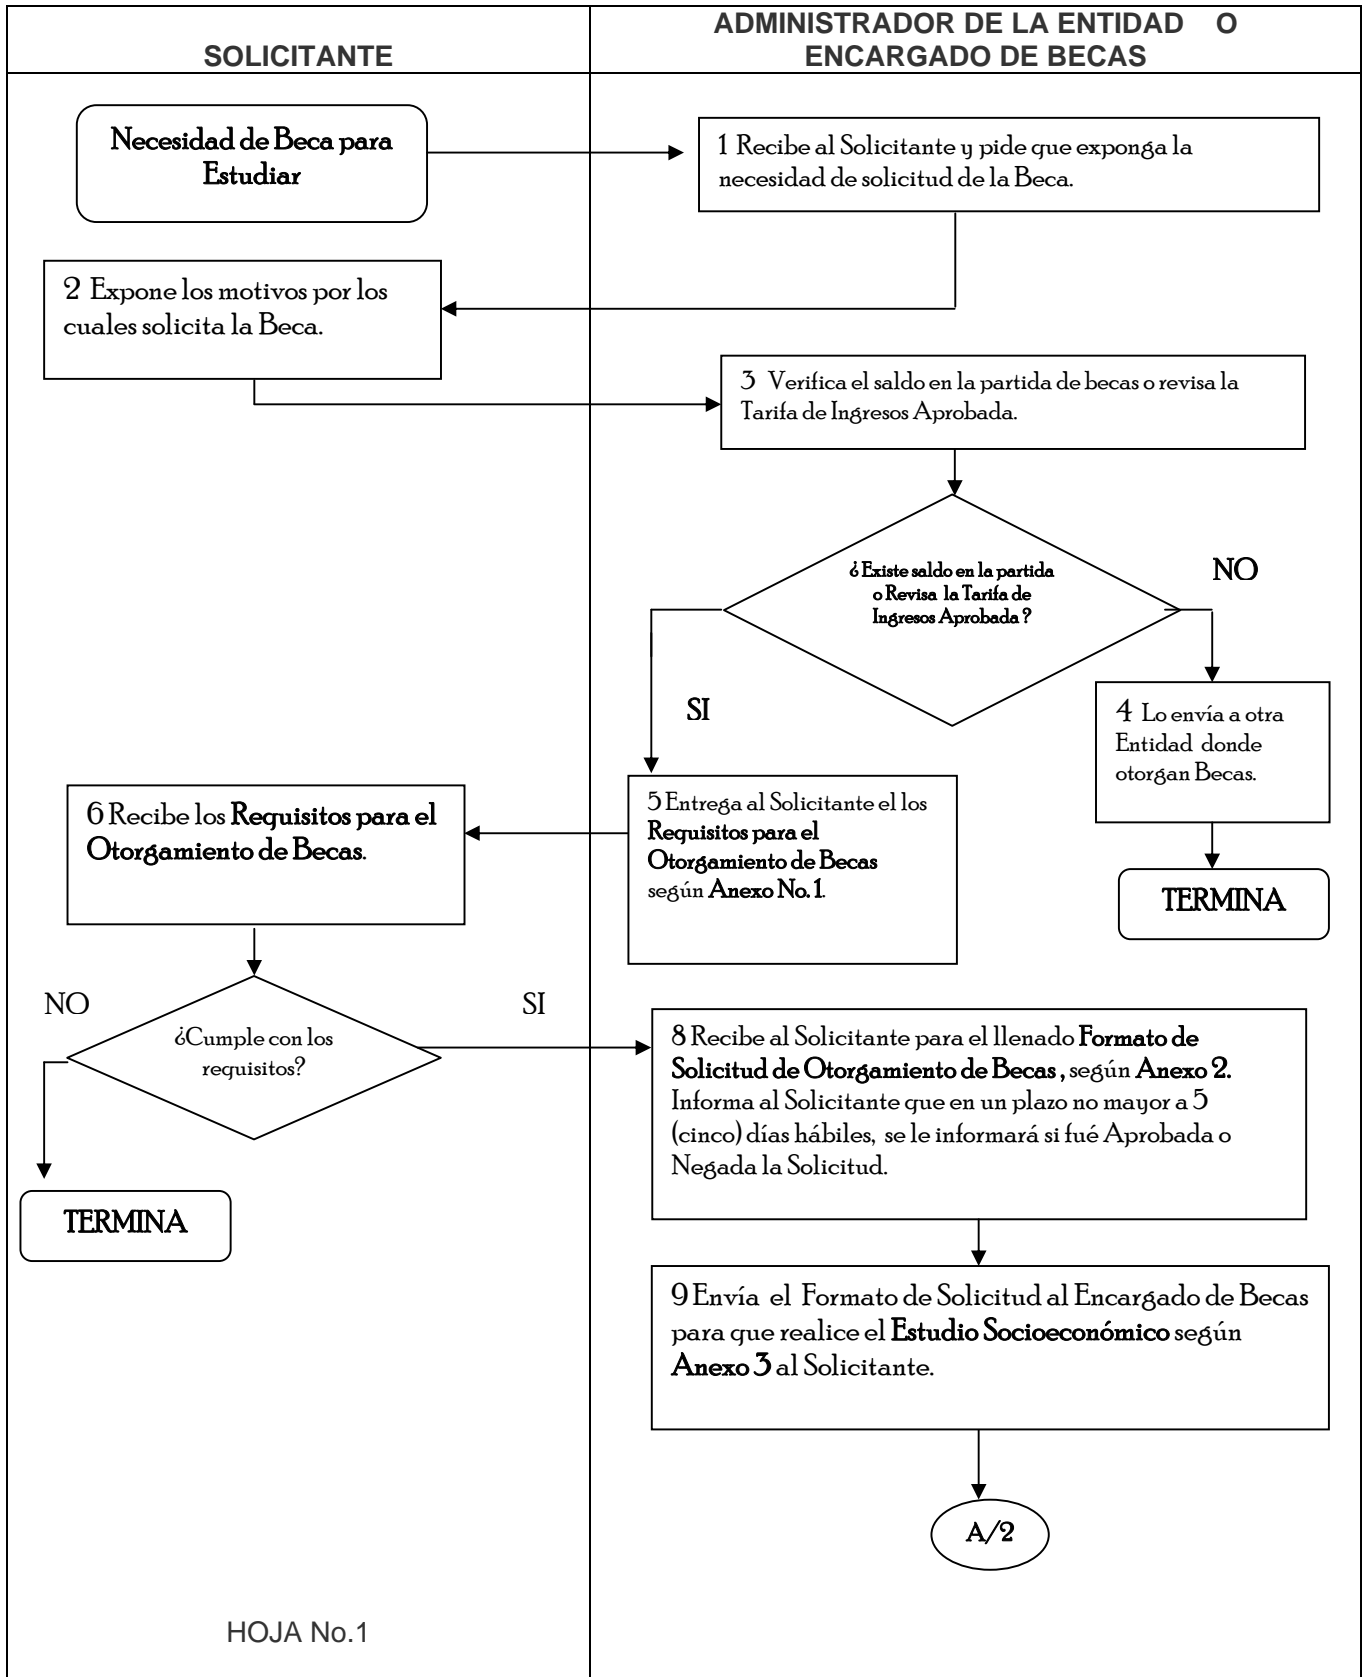 SOLICITANTE
ADMINISTRADOR DE LA ENTIDAD O
ENCARGADO DE BECAS
Necesidad de Beca para
Estudiar
1 Recibe al Solicitante y pide que exponga la
necesidad de solicitud de la Beca.
2 Expone los motivos por los
cuales solicita la Beca.
3 Verifica el saldo en la partida de becas o revisa la
Tarifa de Ingresos Aprobada.
¿Existe saldo en la partida
o Revisa la Tarifa de
Ingresos Aprobada ?
NO
SI
4 Lo envía a otra
Entidad donde
otorgan Becas.
TERMINA
5 Entrega al Solicitante el los
Requisitos para el
Otorgamiento de Becas
según Anexo No. 1.
6 Recibe los Requisitos para el
Otorgamiento de Becas.
NO
SI
¿Cumple con los
requisitos?
TERMINA
8 Recibe al Solicitante para el llenado Formato de
Solicitud de Otorgamiento de Becas , según Anexo 2.
Informa al Solicitante que en un plazo no mayor a 5
(cinco) días hábiles, se le informará si fué Aprobada o
Negada la Solicitud.
9 Envía el Formato de Solicitud al Encargado de Becas
para que realice el Estudio Socioeconómico según
Anexo 3 al Solicitante.
A/2
HOJA No.1